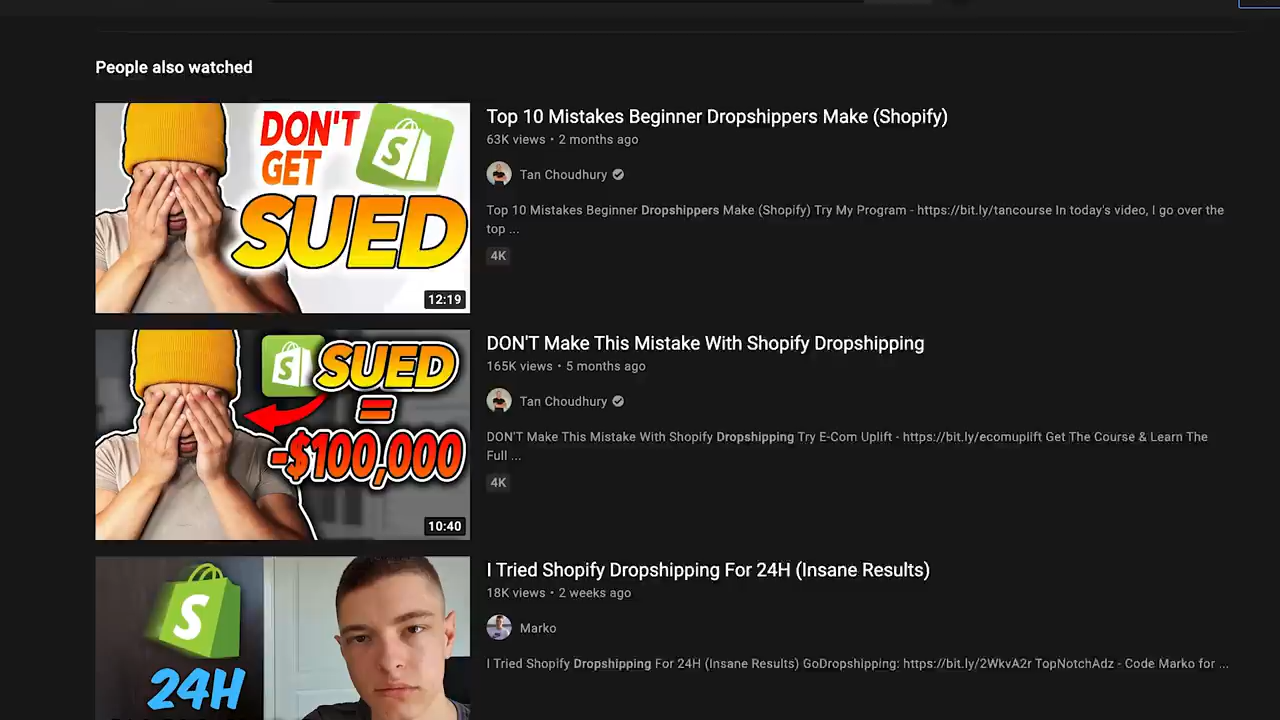 People also watched
DON'T
GET
SUED
12:19
Top 10 Mistakes Beginner Dropshippers Make (Shopify)
63K views • 2 months ago
Tan Choudhury
Top 10 Mistakes Beginner Dropshippers Make (Shopify) Try My Program - https://bit.ly/tancourse In today's video, I go over the
top ...
4K
SUED
=
-$100,000
10:40
DON'T Make This Mistake With Shopify Dropshipping
165K views • 5 months ago
Tan Choudhury
DON'T Make This Mistake With Shopify Dropshipping Try E-Com Uplift - https://bit.ly/ecomuplift Get The Course & Learn The
Full ...
4K
S
24H
I Tried Shopify Dropshipping For 24H (Insane Results)
18K views • 2 weeks ago
Marko
I Tried Shopify Dropshipping For 24H (Insane Results) GoDropshipping: https://bit.ly/2WkvA2r TopNotchAdz - Code Marko for ...